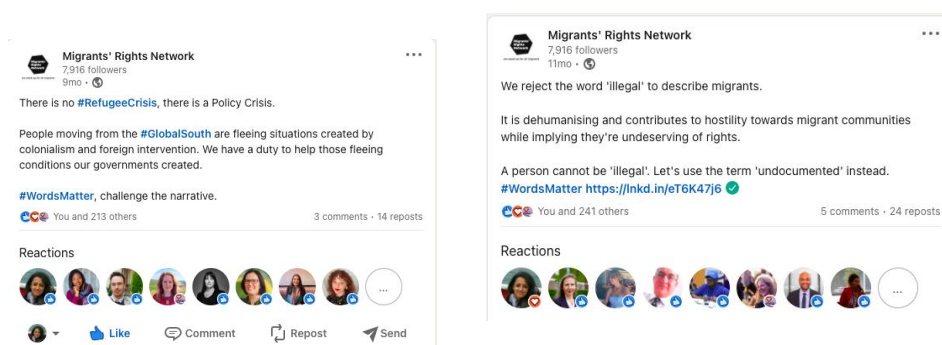 Migrants' Rights Network
7,916 followers
9mo •
There is no #RefugeeCrisis, there is a Policy Crisis.
People moving from the #GlobalSouth are fleeing situations created by
colonialism and foreign intervention. We have a duty to help those fleeing
conditions our governments created.
#WordsMatter, challenge the narrative.
You and 213 others
3 comments • 14 reposts
Reactions
...
Like
Comment
Repost
Send
Migrants' Rights Network
7,916 followers
11mo •
We reject the word 'illegal' to describe migrants.
It is dehumanising and contributes to hostility towards migrant communities
while implying they're undeserving of rights.
A person cannot be 'illegal'. Let's use the term 'undocumented' instead.
#WordsMatter https://lnkd.in/eT6K47j6
You and 241 others
5 comments • 24 reposts
Reactions
...